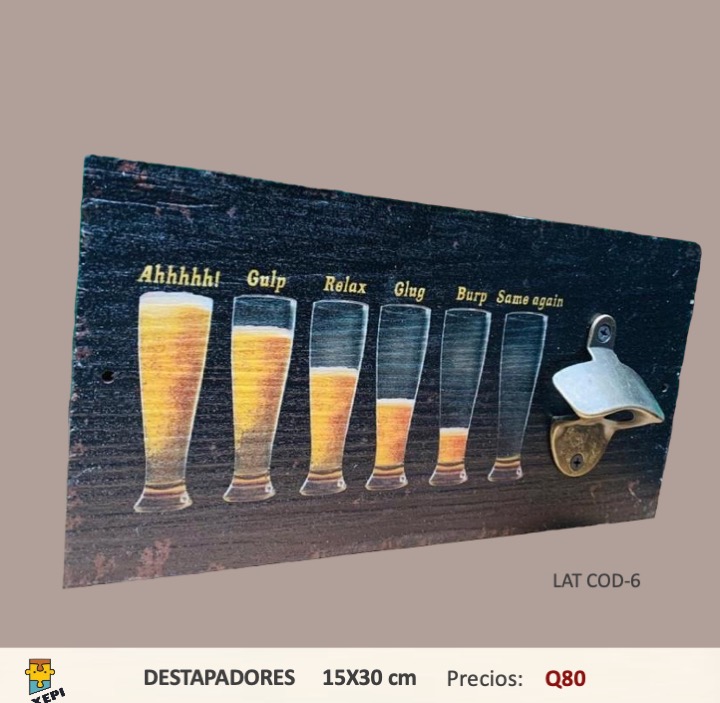 Ahhhhh! Gulp Relax Glug Burp Same again
LAT COD-6
DESTAPADORES 15X30 cm Precios: Q80
XEPI